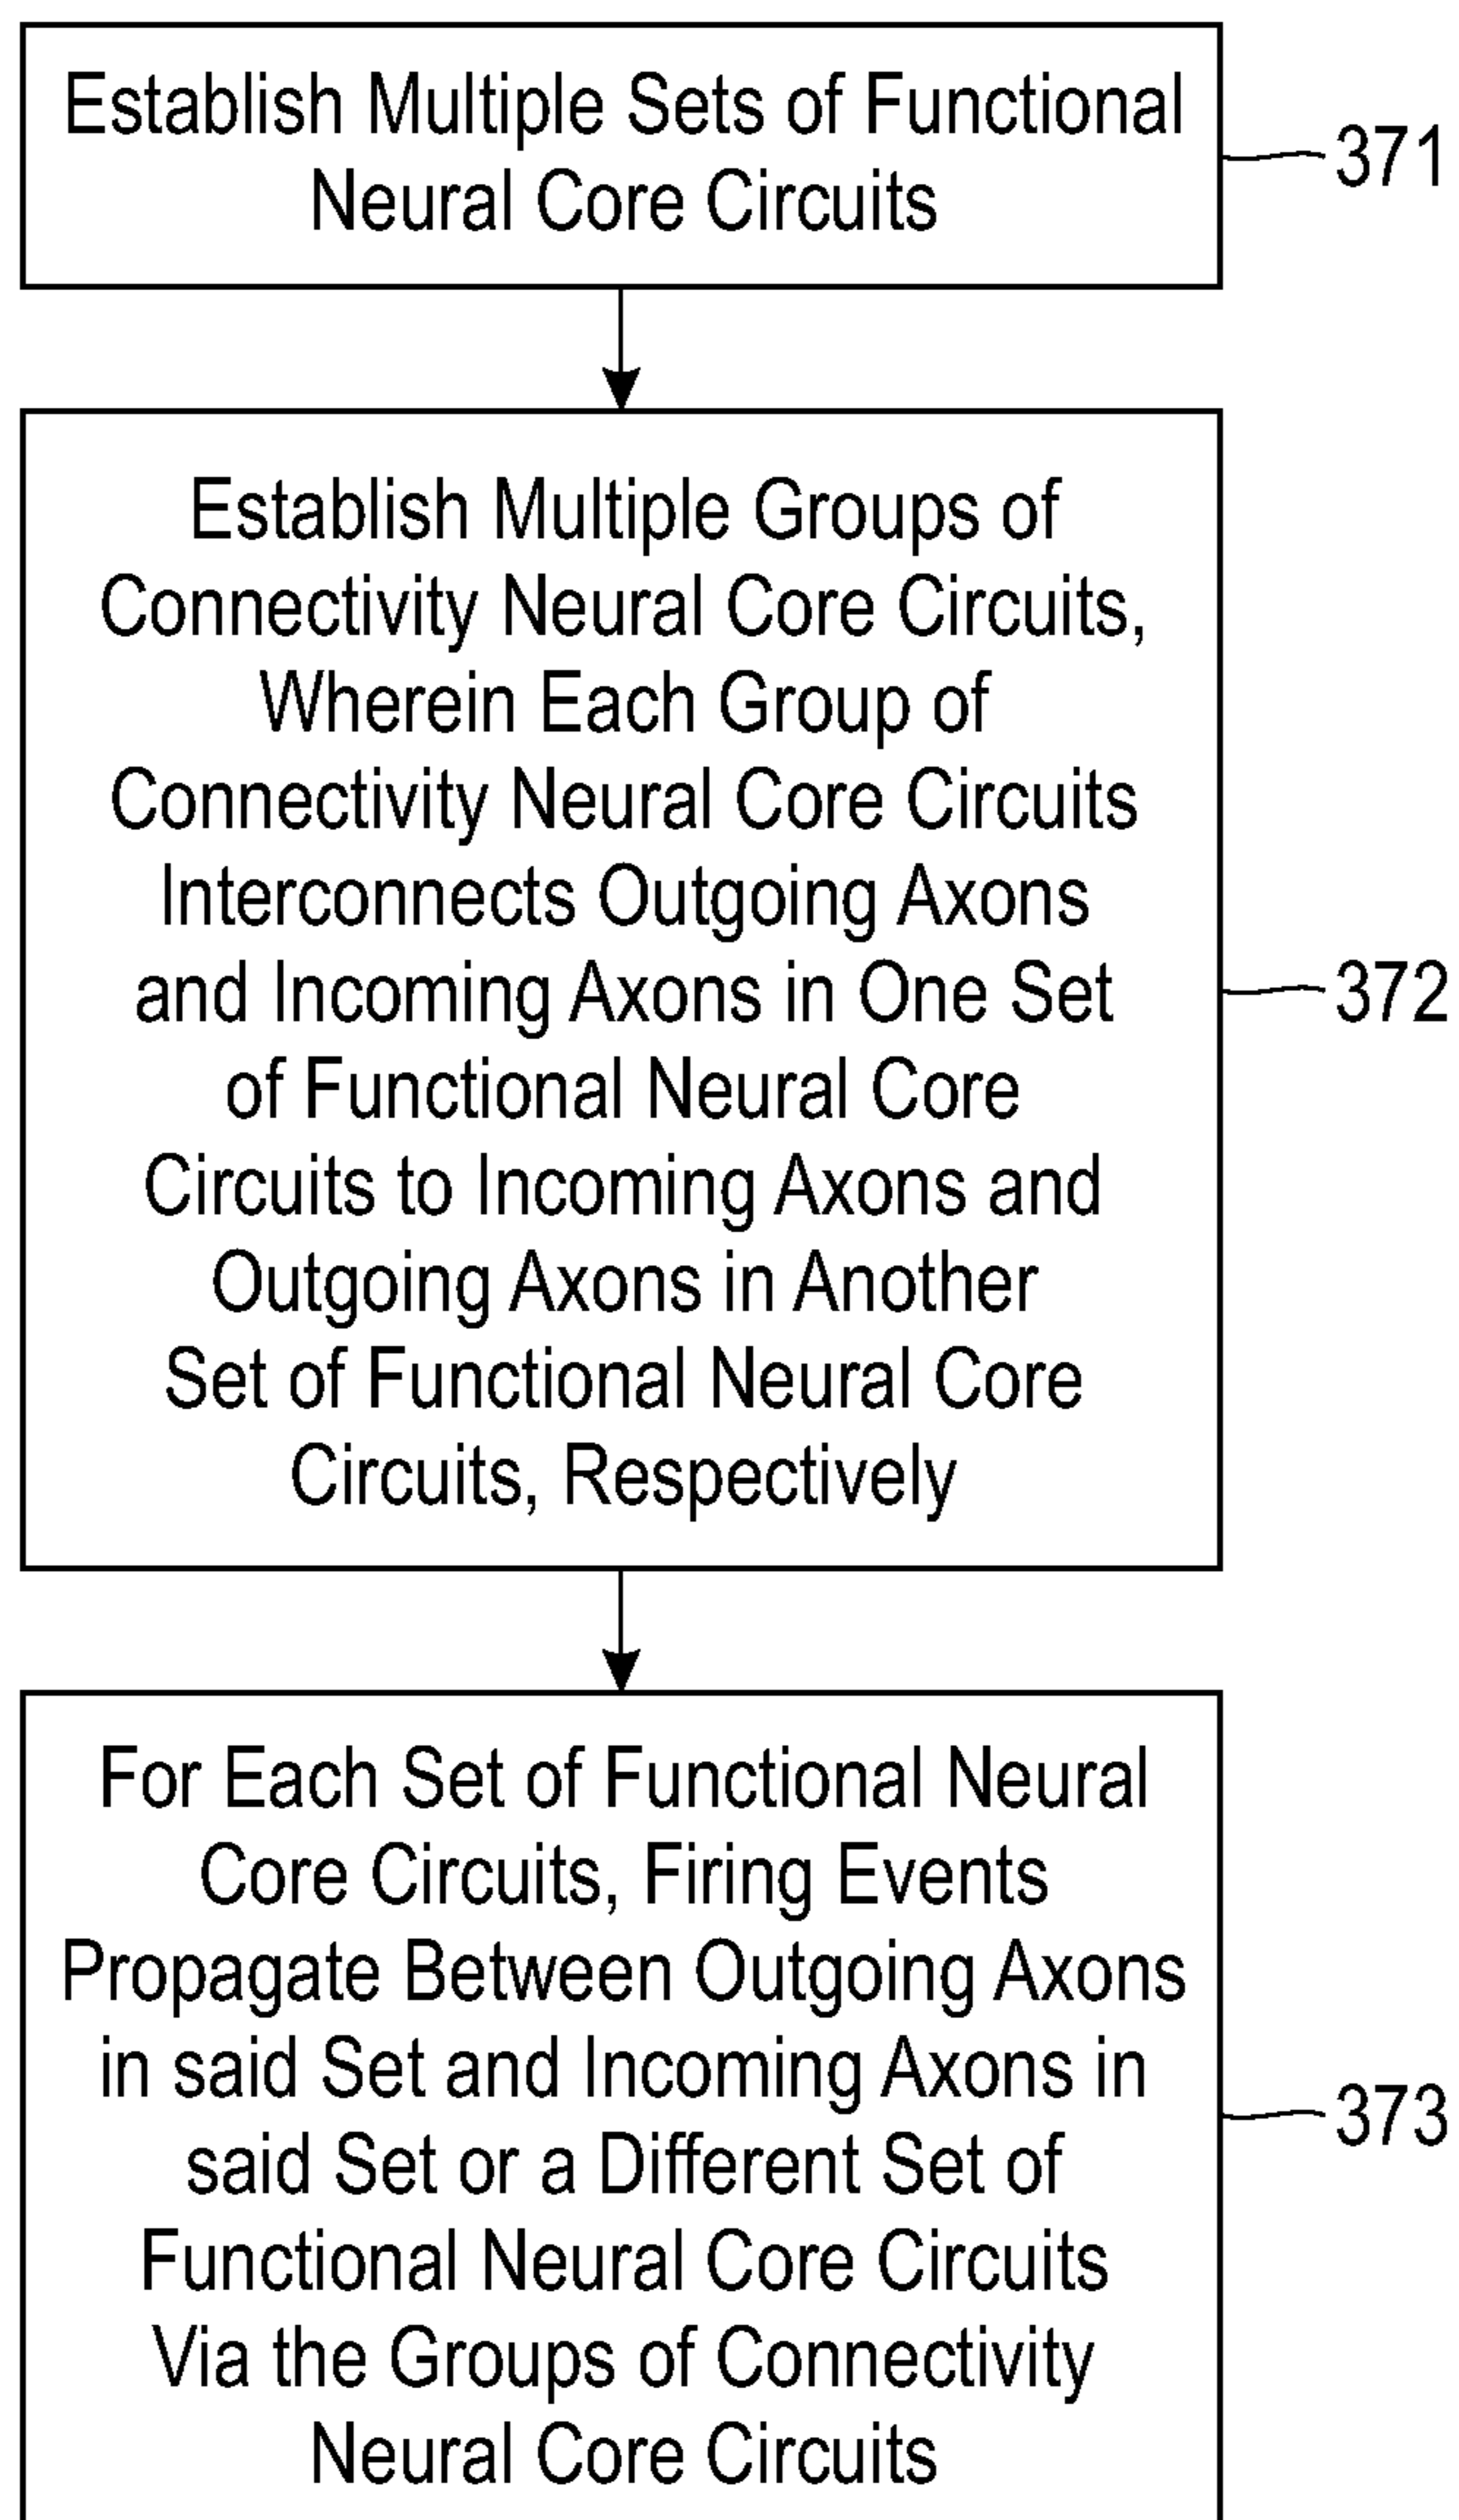 Establish Multiple Sets of Functional
Neural Core Circuits
371
Establish Multiple Groups of
Connectivity Neural Core Circuits,
Wherein Each Group of
Connectivity Neural Core Circuits
Interconnects Outgoing Axons
and Incoming Axons in One Set
of Functional Neural Core
Circuits to Incoming Axons and
Outgoing Axons in Another
Set of Functional Neural Core
Circuits, Respectively
372
For Each Set of Functional Neural
Core Circuits, Firing Events
Propagate Between Outgoing Axons
in said Set and Incoming Axons in
said Set or a Different Set of
Functional Neural Core Circuits
Via the Groups of Connectivity
Neural Core Circuits
373